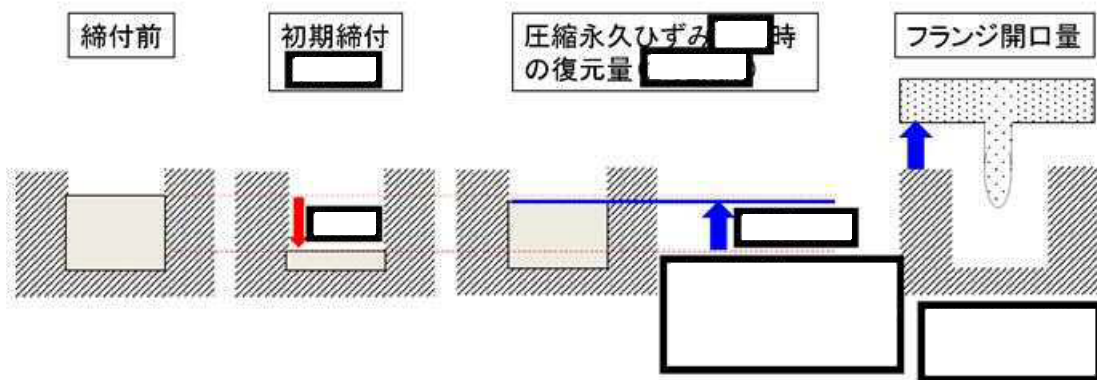 締付前
初期締付
圧縮永久ひずみ 時
の復元量( )
フランジ開口量